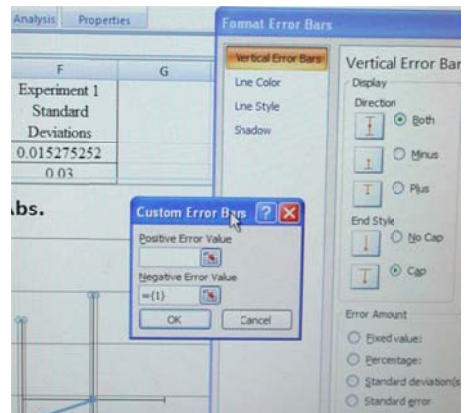 Analysis Properties
Format Error Bars
F G
Experiment 1
Standard
Deviations
0.015275252
0.03
Abs.
Vertical Error Bars
Line Color
Line Style
Shadow
Vertical Error Bar
Display
Direction
Both
Minus
Plus
End Style
No Cap
Cap
Error Amount
Fixed value:
Percentage:
Standard deviation(s
Standard error
Custom Error Bars
Positive Error Value
Negative Error Value
={1}
OK Cancel